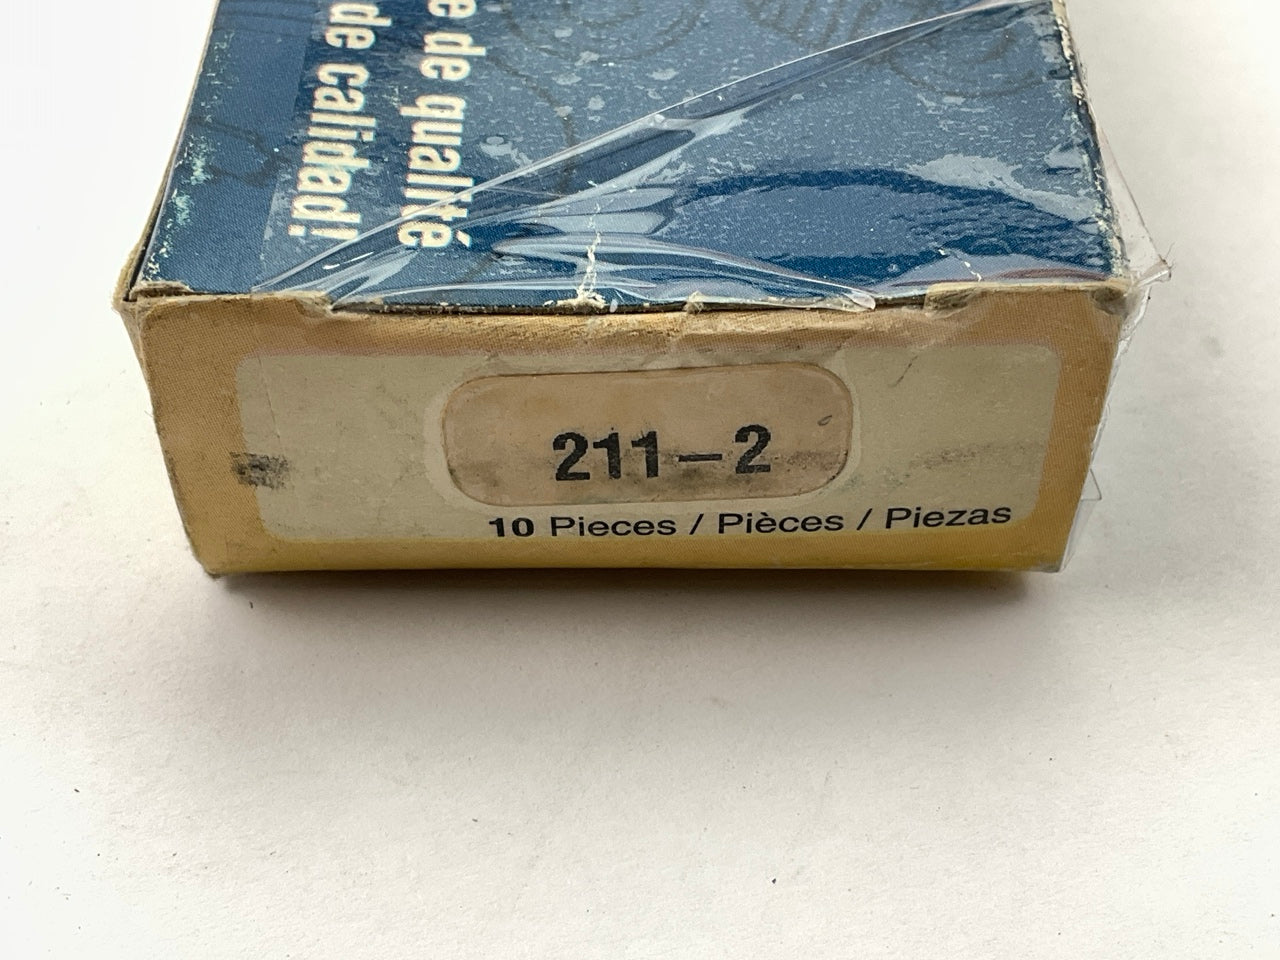 e de qualité
de calidad!
211–2
10 Pieces / Pièces / Piezas